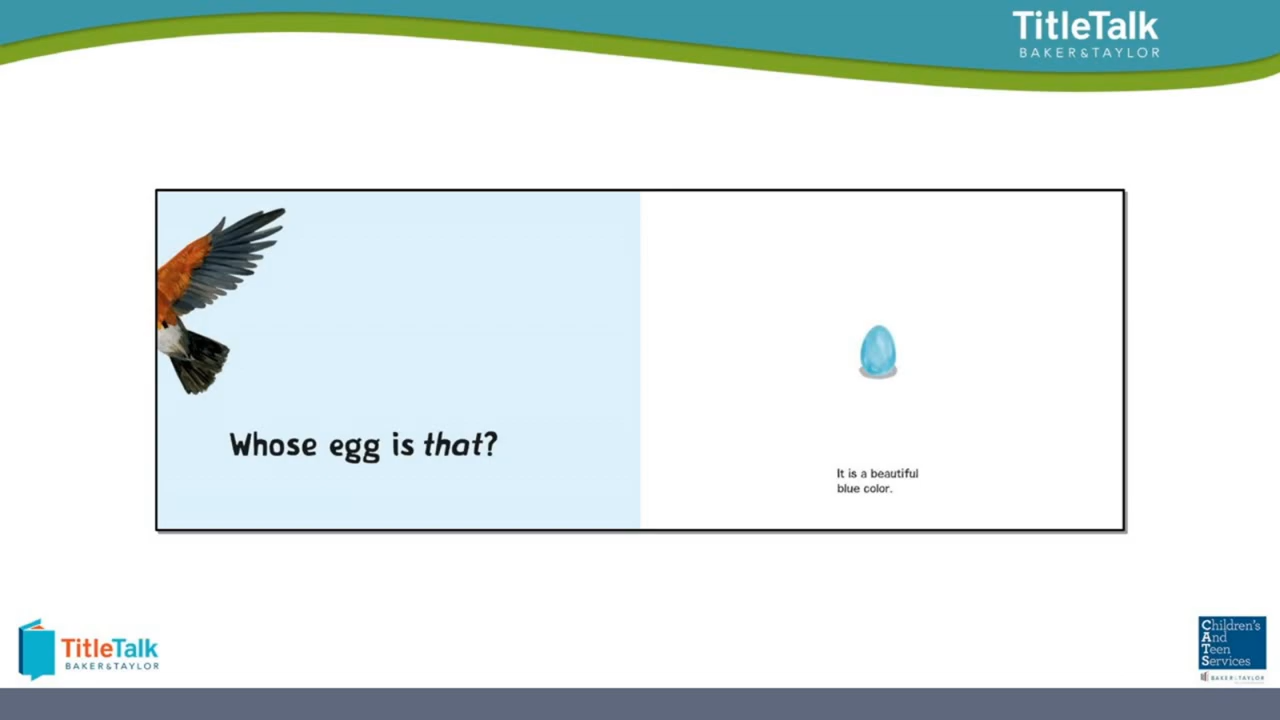 TitleTalk
BAKER & TAYLOR
Whose egg is that?
It is a beautiful
blue color.
TitleTalk
BAKER & TAYLOR
Children's
And
Teen
Services
BAKER & TAYLOR